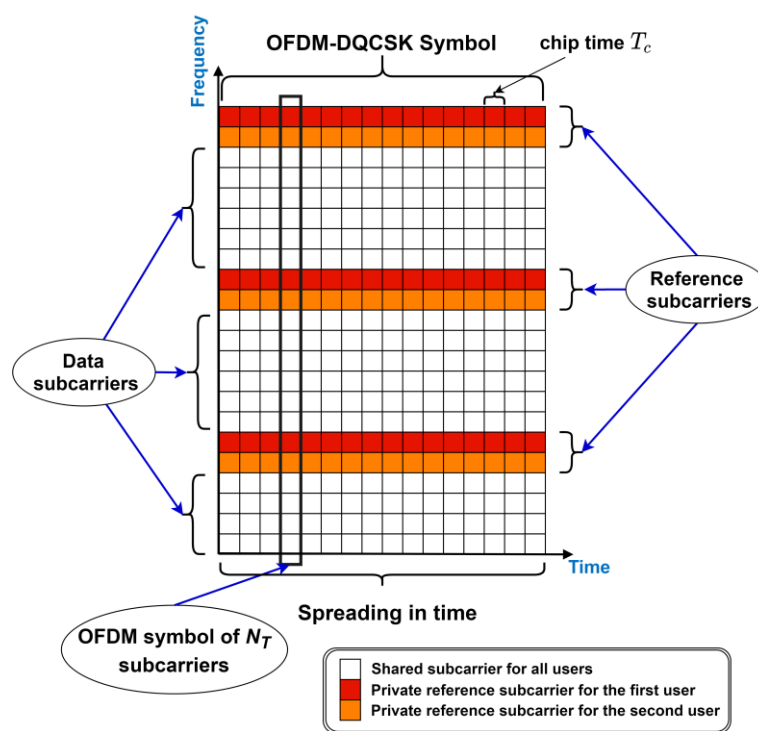 OFDM-DQCSK Symbol
chip time T_c
Frequency
Reference
subcarriers
Data
subcarriers
Time
Spreading in time
OFDM symbol of N_T
subcarriers
Shared subcarrier for all users
Private reference subcarrier for the first user
Private reference subcarrier for the second user